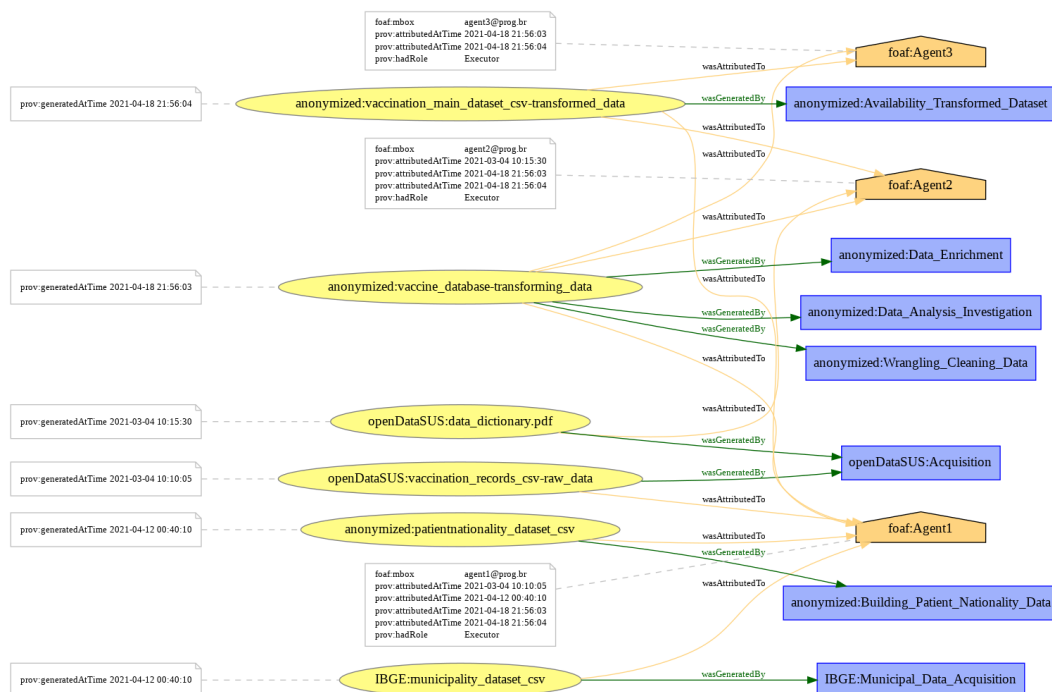 foaf:mbox agent3@prog.br
prov:attributedAtTime 2021-04-18 21:56:03
prov:attributedAtTime 2021-04-18 21:56:04
prov:hadRole Executor
foaf:Agent3
wasAttributedTo
prov:generatedAtTime 2021-04-18 21:56:04
anonymized:vaccination_main_dataset_csv-transformed_data
wasGeneratedBy
anonymized:Availability_Transformed_Dataset
wasAttributedTo
foaf:mbox agent2@prog.br
prov:attributedAtTime 2021-03-04 10:15:30
prov:attributedAtTime 2021-04-18 21:56:03
prov:attributedAtTime 2021-04-18 21:56:04
prov:hadRole Executor
wasAttributedTo
foaf:Agent2
wasAttributedTo
anonymized:Data_Enrichment
wasGeneratedBy
wasAttributedTo
prov:generatedAtTime 2021-04-18 21:56:03
anonymized:vaccine_database-transforming_data
wasGeneratedBy
anonymized:Data_Analysis_Investigation
wasGeneratedBy
wasAttributedTo
anonymized:Wrangling_Cleaning_Data
wasAttributedTo
prov:generatedAtTime 2021-03-04 10:15:30
openDataSUS:data_dictionary.pdf
wasGeneratedBy
openDataSUS:Acquisition
prov:generatedAtTime 2021-03-04 10:10:05
openDataSUS:vaccination_records_csv-raw_data
wasGeneratedBy
wasAttributedTo
prov:generatedAtTime 2021-04-12 00:40:10
anonymized:patientnationality_dataset_csv
foaf:Agent1
wasAttributedTo
wasGeneratedBy
foaf:mbox agent1@prog.br
prov:attributedAtTime 2021-03-04 10:10:05
prov:attributedAtTime 2021-04-12 00:40:10
prov:attributedAtTime 2021-04-18 21:56:03
prov:attributedAtTime 2021-04-18 21:56:04
prov:hadRole Executor
wasAttributedTo
anonymized:Building_Patient_Nationality_Data
prov:generatedAtTime 2021-04-12 00:40:10
IBGE:municipality_dataset_csv
wasGeneratedBy
IBGE:Municipal_Data_Acquisition